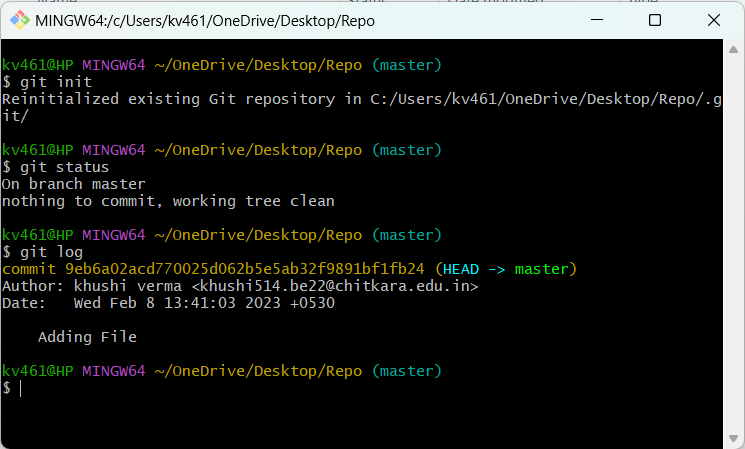 MINGW64:/c/Users/kv461/OneDrive/Desktop/Repo
kv461@HP MINGW64 ~/OneDrive/Desktop/Repo (master)
$ git init
Reinitialized existing Git repository in C:/Users/kv461/OneDrive/Desktop/Repo/.g
it/
kv461@HP MINGW64 ~/OneDrive/Desktop/Repo (master)
$ git status
On branch master
nothing to commit, working tree clean
kv461@HP MINGW64 ~/OneDrive/Desktop/Repo (master)
$ git log
commit 9eb6a02acd770025d062b5e5ab32f9891bf1fb24 (HEAD -> master)
Author: khushi verma <khushi514.be22@chitkara.edu.in>
Date:   Wed Feb 8 13:41:03 2023 +0530
    Adding File
kv461@HP MINGW64 ~/OneDrive/Desktop/Repo (master)
$